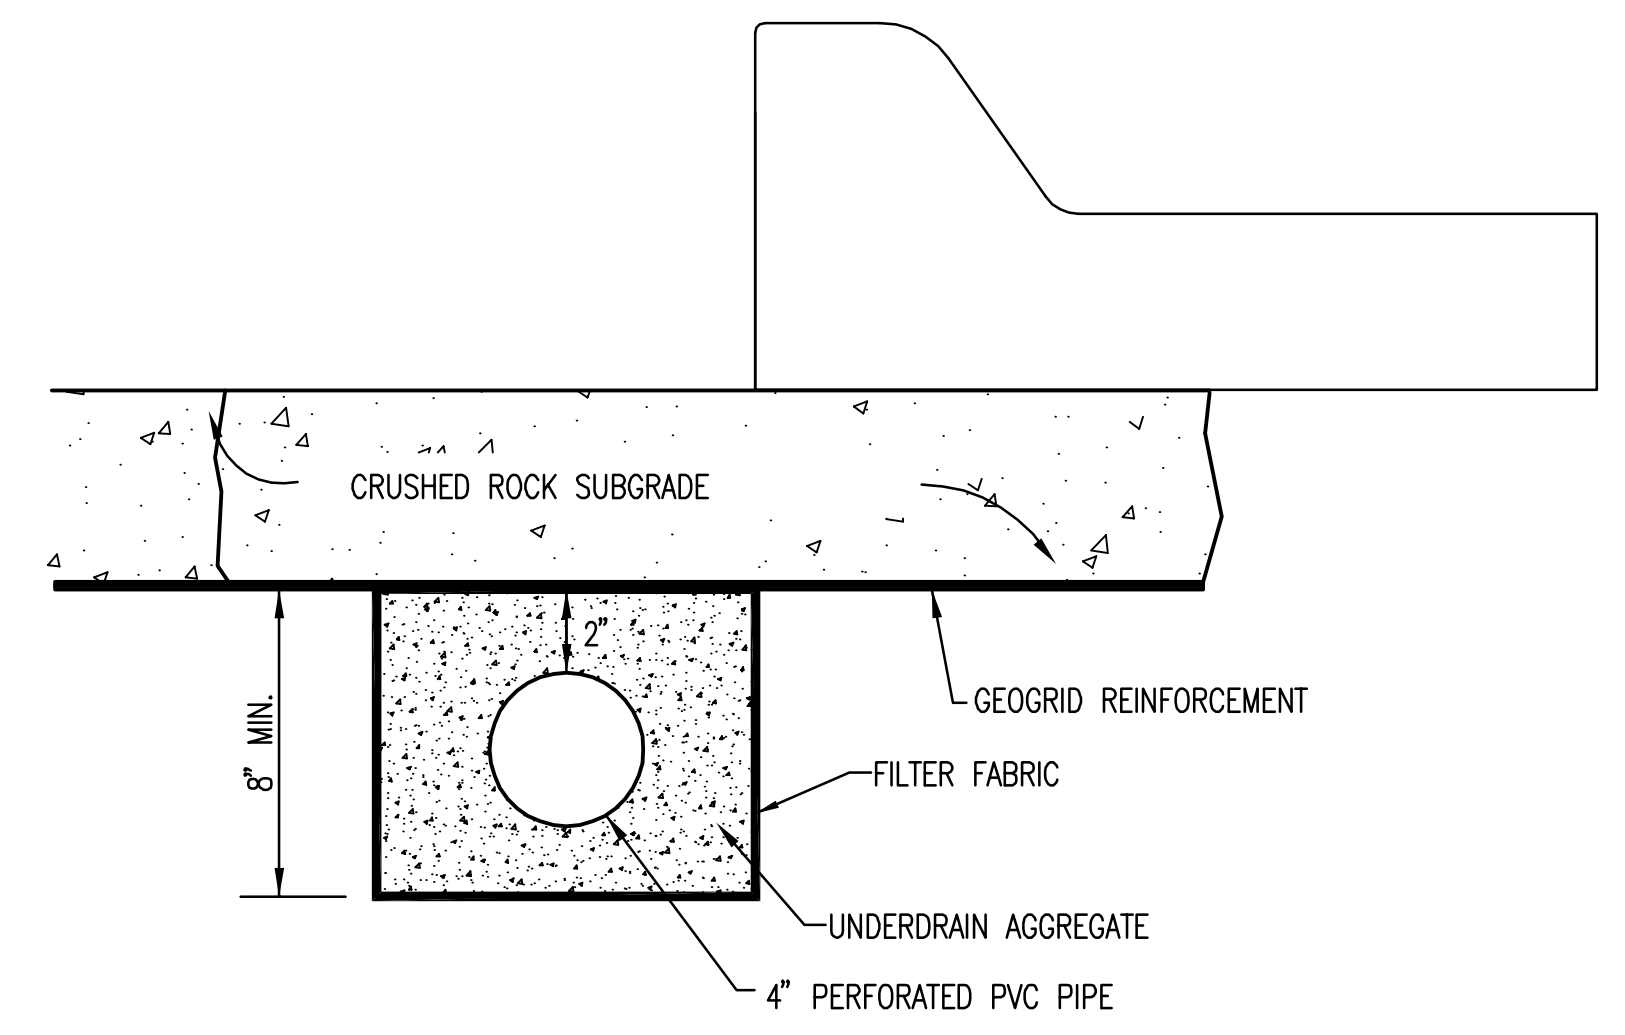 CRUSHED ROCK SUBGRADE
2"
8" MIN.
GEOGRID REINFORCEMENT
FILTER FABRIC
UNDERDRAIN AGGREGATE
4" PERFORATED PVC PIPE